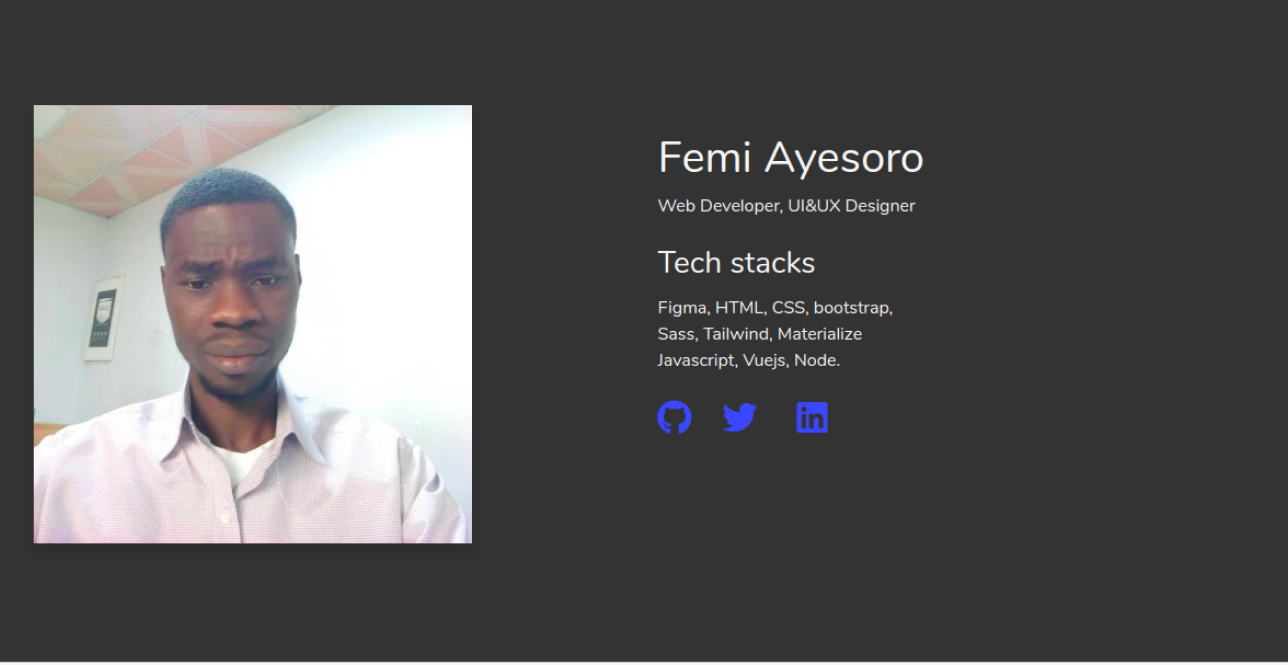 Femi Ayesoro
Web Developer, UI&UX Designer
Tech stacks
Figma, HTML, CSS, bootstrap,
Sass, Tailwind, Materialize
Javascript, Vuejs, Node.
in